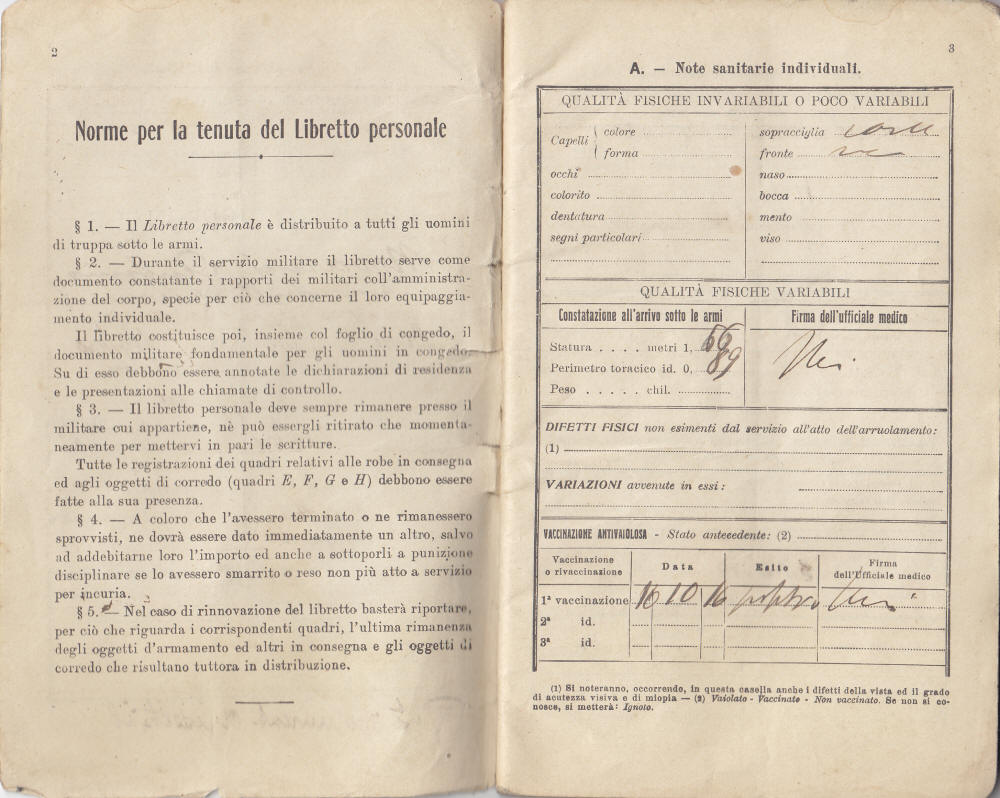 2
Norme per la tenuta del Libretto personale
§ 1. — Il Libretto personale è distribuito a tutti gli uomini
di truppa sotto le armi.
§ 2. — Durante il servizio militare il libretto serve come
documento constatante i rapporti dei militari coll'amministra-
zione del corpo, specie per ciò che concerne il loro equipaggia-
mento individuale.
Il libretto costituisce poi, insieme col foglio di congedo, il
documento militare fondamentale per gli uomini in congedo.
Su di esso debbono essere annotate le dichiarazioni di residenza
e le presentazioni alle chiamate di controllo.
§ 3. — Il libretto personale deve sempre rimanere presso il
militare cui appartiene, nè può essergli ritirato che momenta-
neamente per mettervi in pari le scritture.
Tutte le registrazioni dei quadri relativi alle robe in consegna
ed agli oggetti di corredo (quadri E, F, G e H) debbono essere
fatte alla sua presenza.
§ 4. — A coloro che l'avessero terminato o ne rimanessero
sprovvisti, ne dovrà essere dato immediatamente un altro, salvo
ad addebitarne loro l'importo ed anche a sottoporli a punizione
disciplinare se lo avessero smarrito o reso non più atto a servizio
per incuria.
§ 5. — Nel caso di rinnovazione del libretto basterà riportare,
per ciò che riguarda i corrispondenti quadri, l'ultima rimanenza
degli oggetti d'armamento ed altri in consegna e gli oggetti di
corredo che risultano tuttora in distribuzione.
3
A. — Note sanitarie individuali.
QUALITÀ FISICHE INVARIABILI O POCO VARIABILI
Capelli
colore
forma
occhi
colorito
dentatura
segni particolari
sopracciglia
fronte
naso
bocca
mento
viso
QUALITÀ FISICHE VARIABILI
Constatazione all'arrivo sotto le armi
Firma dell'ufficiale medico
Statura . . . . metri 1, 56
Perimetro toracico id. 0, 89
Peso . . . . . chil.
DIFETTI FISICI non esimenti dal servizio all'atto dell'arruolamento:
(1)
VARIAZIONI avvenute in essi:
VACCINAZIONE ANTIVAIOLOSA - Stato antecedente: (2)
Vaccinazione
o rivaccinazione
Data
Esito
Firma
dell'Ufficiale medico
1ª vaccinazione 16 10 16
2ª id.
3ª id.
(1) Si noteranno, occorrendo, in questa casella anche i difetti della vista ed il grado
di acutezza visiva e di miopia — (2) Vaiolato - Vaccinato - Non vaccinato. Se non si co-
nosce, si metterà: Ignoto.